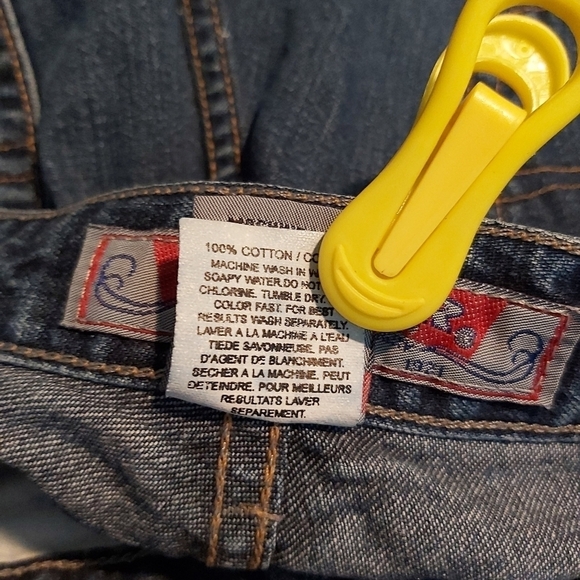 100% COTTON / CO
MACHINE WASH IN W
SOAPY WATER.DO NOT
CHLORINE. TUMBLE DRY.
COLOR FAST. FOR BEST
RESULTS WASH SEPARATELY.
LAVER A LA MACHINE A L'EAU
TIEDE SAVONNEUSE. PAS
D'AGENT DE BLANCHIMENT.
SECHER A LA MACHINE. PEUT
DETEINDRE. POUR MEILLEURS
RESULTATS LAVER
SEPAREMENT.
1921